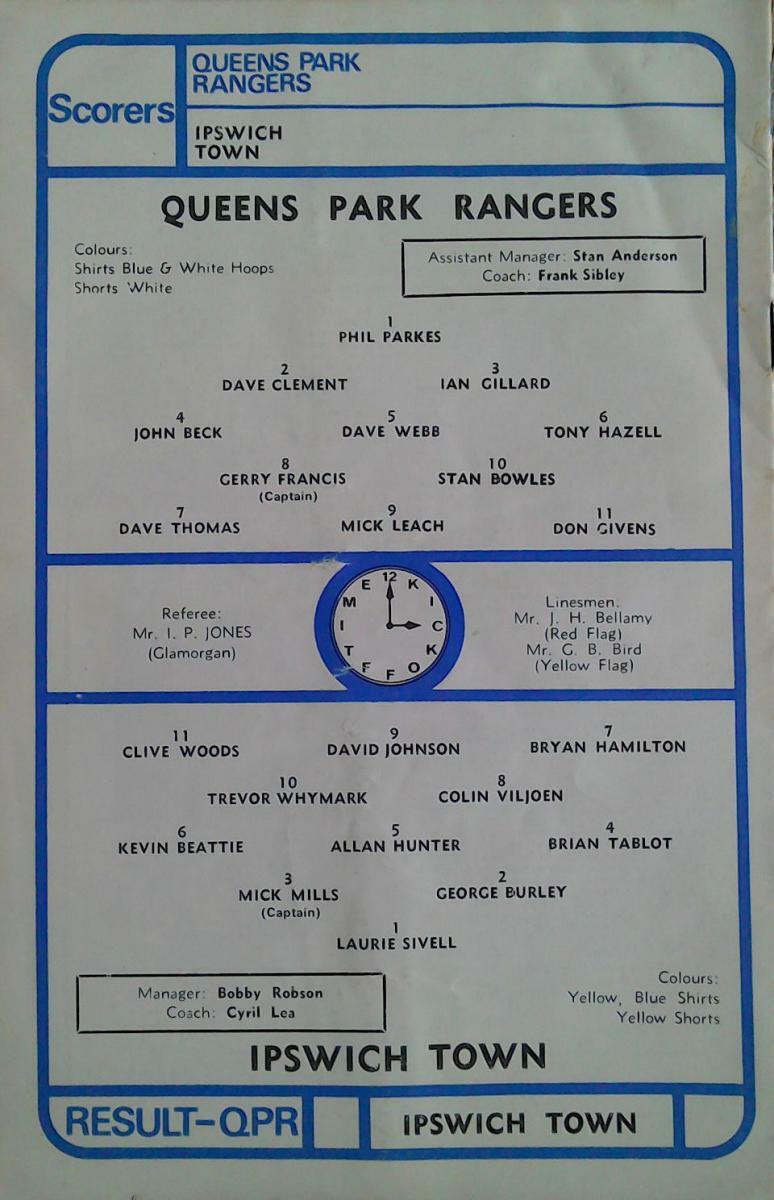 Scorers
QUEENS PARK
RANGERS
IPSWICH
TOWN
QUEENS PARK RANGERS
Colours:
Shirts Blue & White Hoops
Shorts White
Assistant Manager: Stan Anderson
Coach: Frank Sibley
1
PHIL PARKES
2 3
DAVE CLEMENT IAN GILLARD
4 5 6
JOHN BECK DAVE WEBB TONY HAZELL
8 10
GERRY FRANCIS STAN BOWLES
(Captain)
7 9 11
DAVE THOMAS MICK LEACH DON GIVENS
Referee:
Mr. I. P. JONES
(Glamorgan)
12
KICK OFF TIME
Linesmen:
Mr. J. H. Bellamy
(Red Flag)
Mr. G. B. Bird
(Yellow Flag)
11 9 7
CLIVE WOODS DAVID JOHNSON BRYAN HAMILTON
10 8
TREVOR WHYMARK COLIN VILJOEN
6 5 4
KEVIN BEATTIE ALLAN HUNTER BRIAN TABLOT
3 2
MICK MILLS GEORGE BURLEY
(Captain)
1
LAURIE SIVELL
Manager: Bobby Robson
Coach: Cyril Lea
Colours:
Yellow, Blue Shirts
Yellow Shorts
IPSWICH TOWN
RESULT-QPR
IPSWICH TOWN